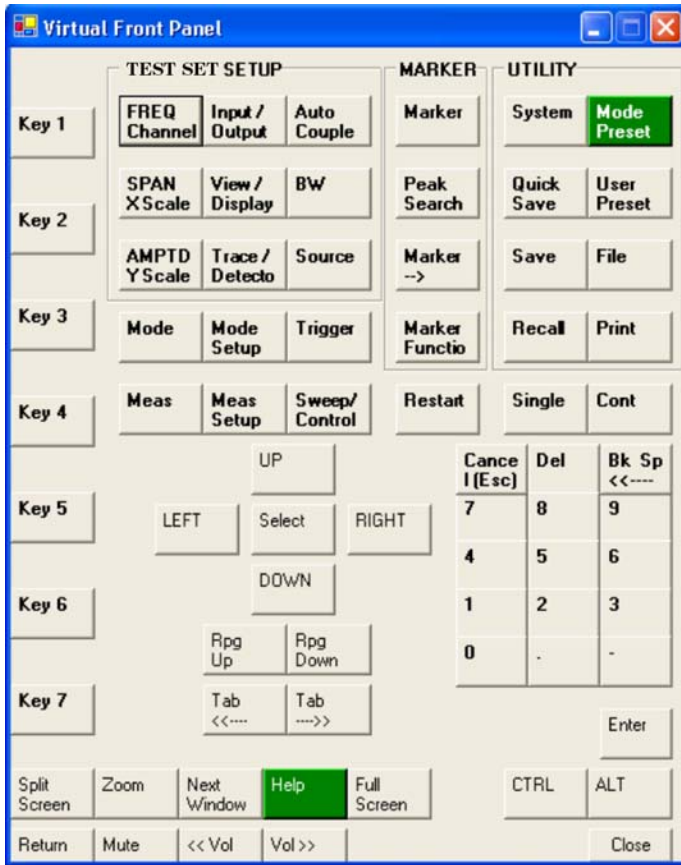 Virtual Front Panel
TEST SET SETUP MARKER UTILITY
Key 1
FREQ Channel
Input / Output
Auto Couple
Marker
System
Mode Preset
Key 2
SPAN X Scale
View / Display
BW
Peak Search
Quick Save
User Preset
AMPTD Y Scale
Trace / Detecto
Source
Marker -->
Save
File
Key 3
Mode
Mode Setup
Trigger
Marker Functio
Recall
Print
Key 4
Meas
Meas Setup
Sweep/ Control
Restart
Single
Cont
UP
Cance l (Esc)
Del
Bk Sp <<----
Key 5
LEFT
Select
RIGHT
7 8 9
4 5 6
DOWN
Key 6
1 2 3
Rpg Up
Rpg Down
0 . -
Key 7
Tab <<----
Tab ---->>
Enter
Split Screen
Zoom
Next Window
Help
Full Screen
CTRL
ALT
Return
Mute
<< Vol
Vol >>
Close